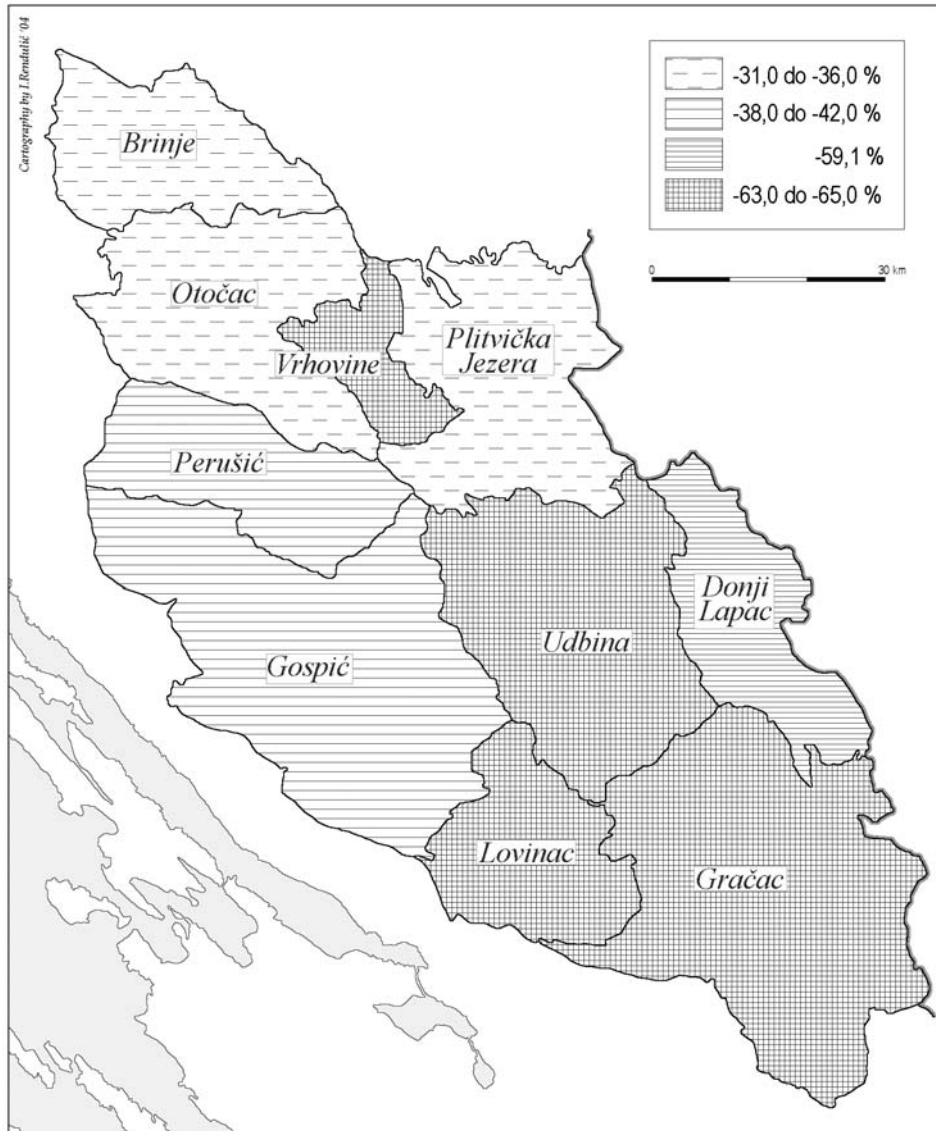 Cartography by I.Rendulić '04
-31,0 do -36,0 %
-38,0 do -42,0 %
-59,1 %
-63,0 do -65,0 %
0 30 km
Brinje
Otočac
Vrhovine
Plitvička
Jezera
Perušić
Donji
Lapac
Udbina
Gospić
Lovinac
Gračac